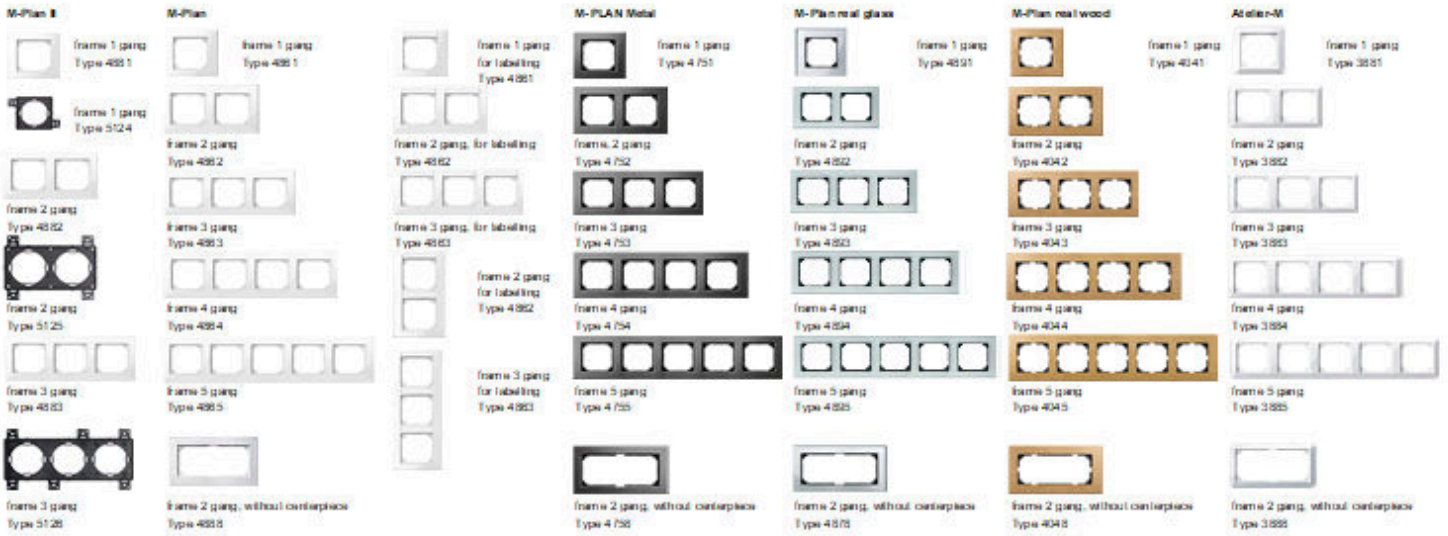 M-Plan II
frame 1 gang
Type 4881
frame 1 gang
Type 5124
frame 2 gang
Type 4882
frame 2 gang
Type 5125
frame 3 gang
Type 4883
frame 3 gang
Type 5126
M-Plan
frame 1 gang
Type 4861
frame 2 gang
Type 4862
frame 3 gang
Type 4863
frame 4 gang
Type 4864
frame 5 gang
Type 4865
frame 2 gang, without centerpiece
Type 4888
frame 1 gang
for labelling
Type 4861
frame 2 gang, for labelling
Type 4862
frame 3 gang, for labelling
Type 4863
frame 2 gang
for labelling
Type 4862
frame 3 gang
for labelling
Type 4863
M-PLAN Metal
frame 1 gang
Type 4751
frame, 2 gang
Type 4752
frame 3 gang
Type 4753
frame 4 gang
Type 4754
frame 5 gang
Type 4755
frame 2 gang, without centerpiece
Type 4758
M-Plan real glass
frame 1 gang
Type 4891
frame 2 gang
Type 4892
frame 3 gang
Type 4893
frame 4 gang
Type 4894
frame 5 gang
Type 4895
frame 2 gang, without centerpiece
Type 4878
M-Plan real wood
frame 1 gang
Type 4041
frame 2 gang
Type 4042
frame 3 gang
Type 4043
frame 4 gang
Type 4044
frame 5 gang
Type 4045
frame 2 gang, without centerpiece
Type 4048
Atelier-M
frame 1 gang
Type 3881
frame 2 gang
Type 3882
frame 3 gang
Type 3883
frame 4 gang
Type 3884
frame 5 gang
Type 3885
frame 2 gang, without centerpiece
Type 3888